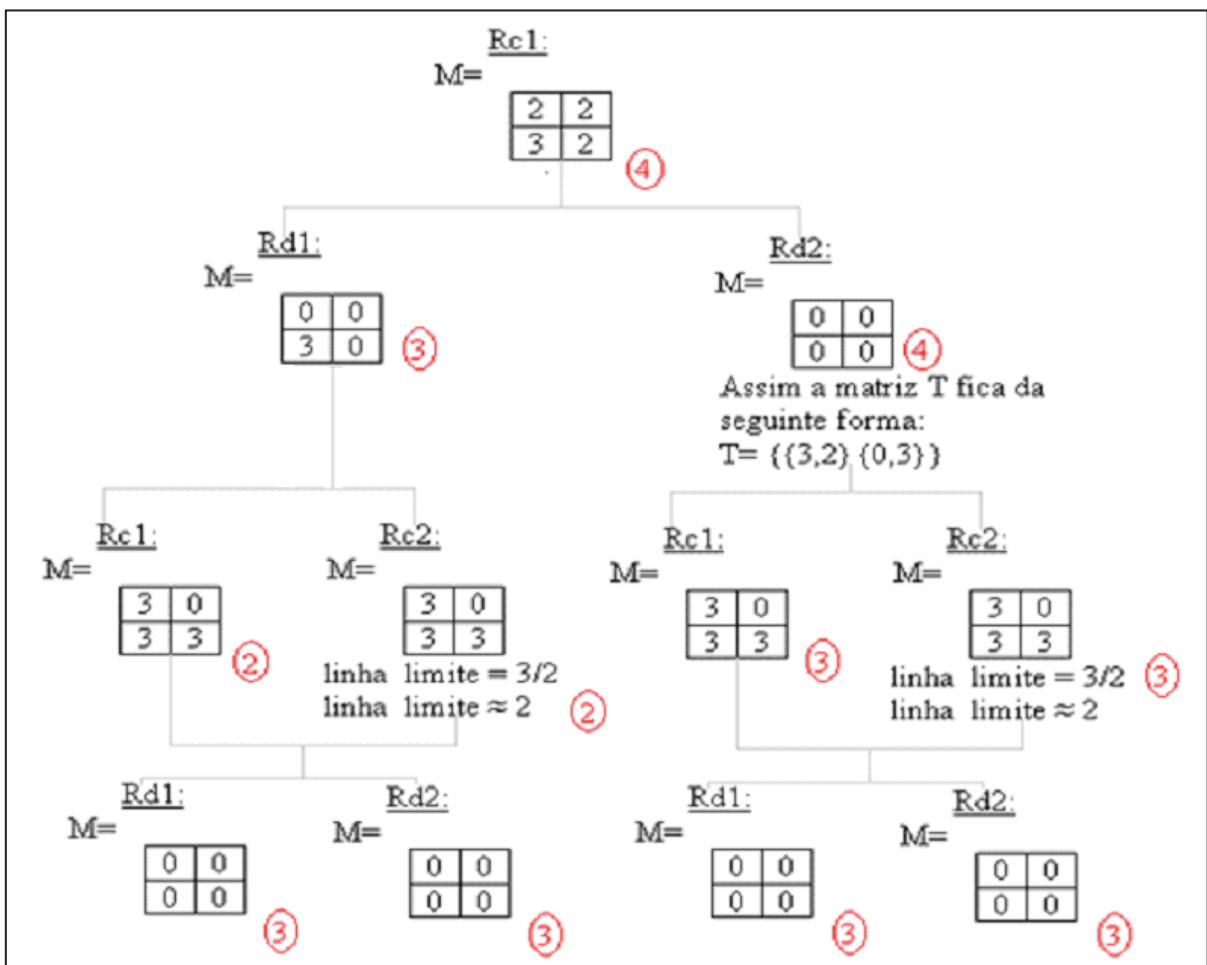 Rc1:
M=
2 2
3 2
④
Rd1:
M=
0 0
3 0
③
Rd2:
M=
0 0
0 0
④
Assim a matriz T fica da
seguinte forma:
T= {{3,2} {0,3}}
Rc1:
M=
3 0
3 3
②
Rc2:
M=
3 0
3 3
linha limite = 3/2
linha limite ≈ 2
②
Rc1:
M=
3 0
3 3
③
Rc2:
M=
3 0
3 3
linha limite = 3/2
linha limite ≈ 2
③
Rd1:
M=
0 0
0 0
③
Rd2:
M=
0 0
0 0
③
Rd1:
M=
0 0
0 0
③
Rd2:
M=
0 0
0 0
③